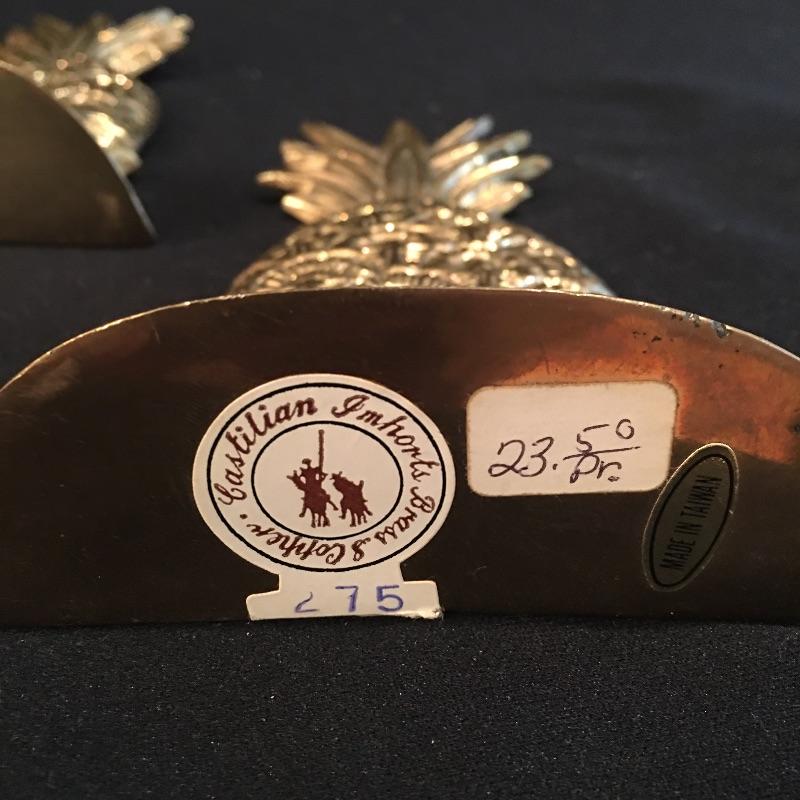 Castilian Imports Brass & Copper
275
23.50
Pr.
MADE IN TAIWAN